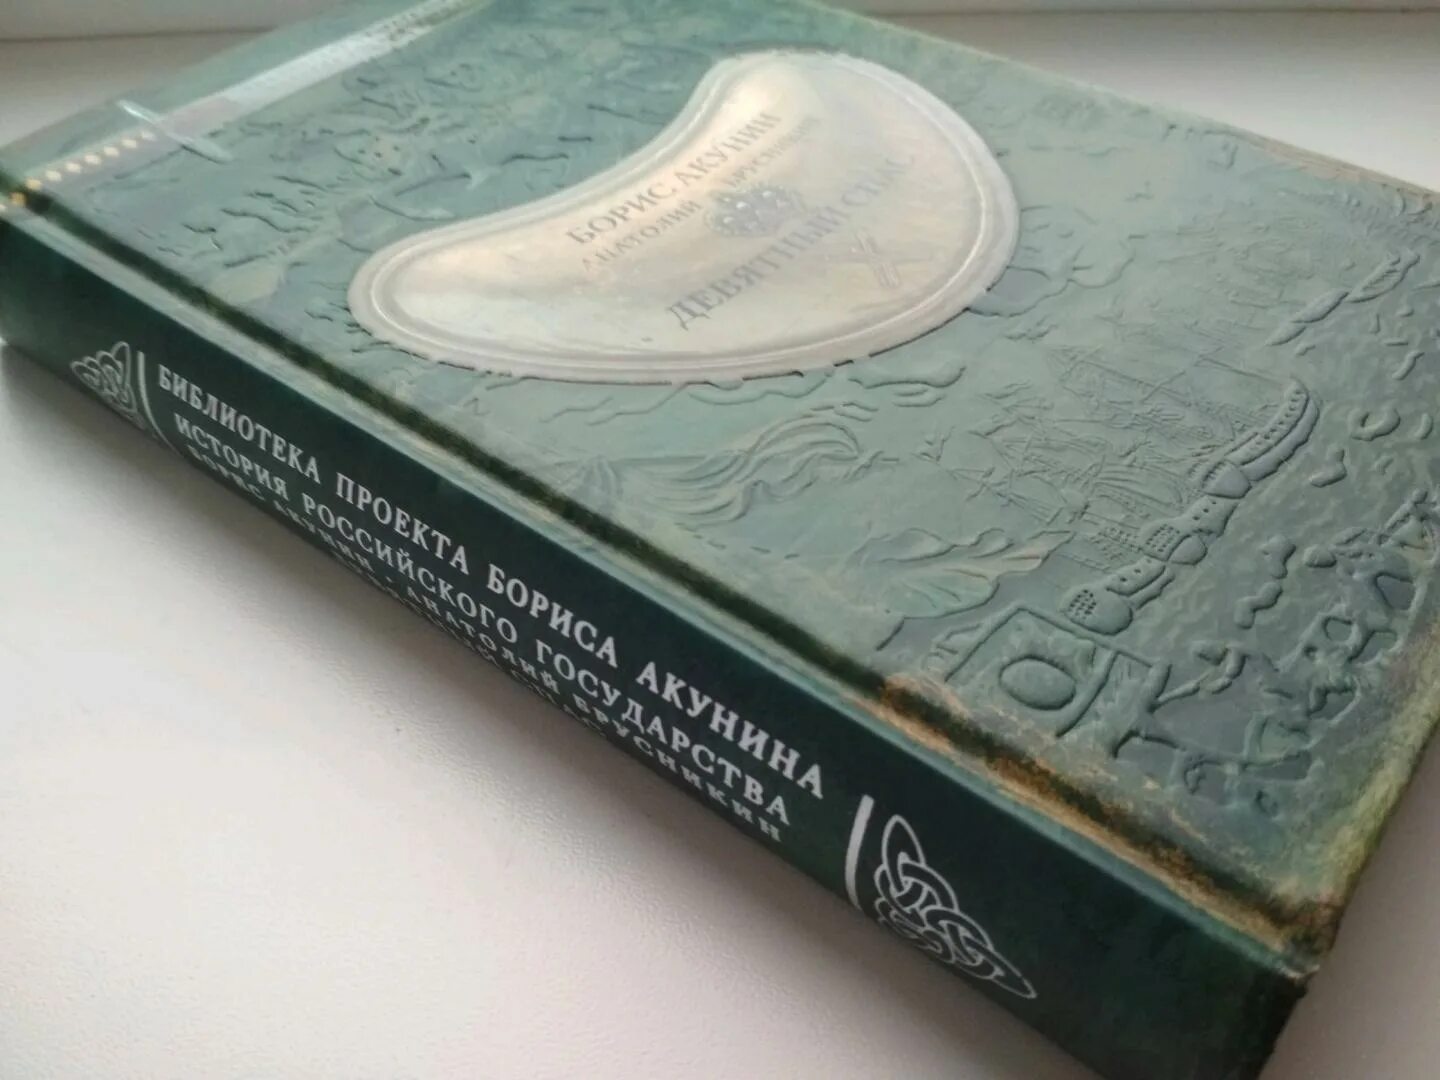 БОРИС АКУНИН
АНАТОЛИЙ БРУСНИКИН
ДЕВЯТНЫЙ СПАС
БИБЛИОТЕКА ПРОЕКТА БОРИСА АКУНИНА
ИСТОРИЯ РОССИЙСКОГО ГОСУДАРСТВА
БОРИС АКУНИН • АНАТОЛИЙ БРУСНИКИН